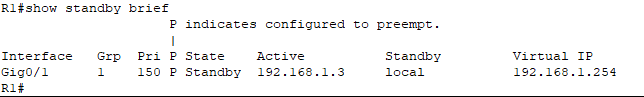 R1#show standby brief
                     P indicates configured to preempt.
                     |
Interface   Grp  Pri P State    Active          Standby         Virtual IP
Gig0/1      1    150 P Standby  192.168.1.3     local           192.168.1.254
R1#